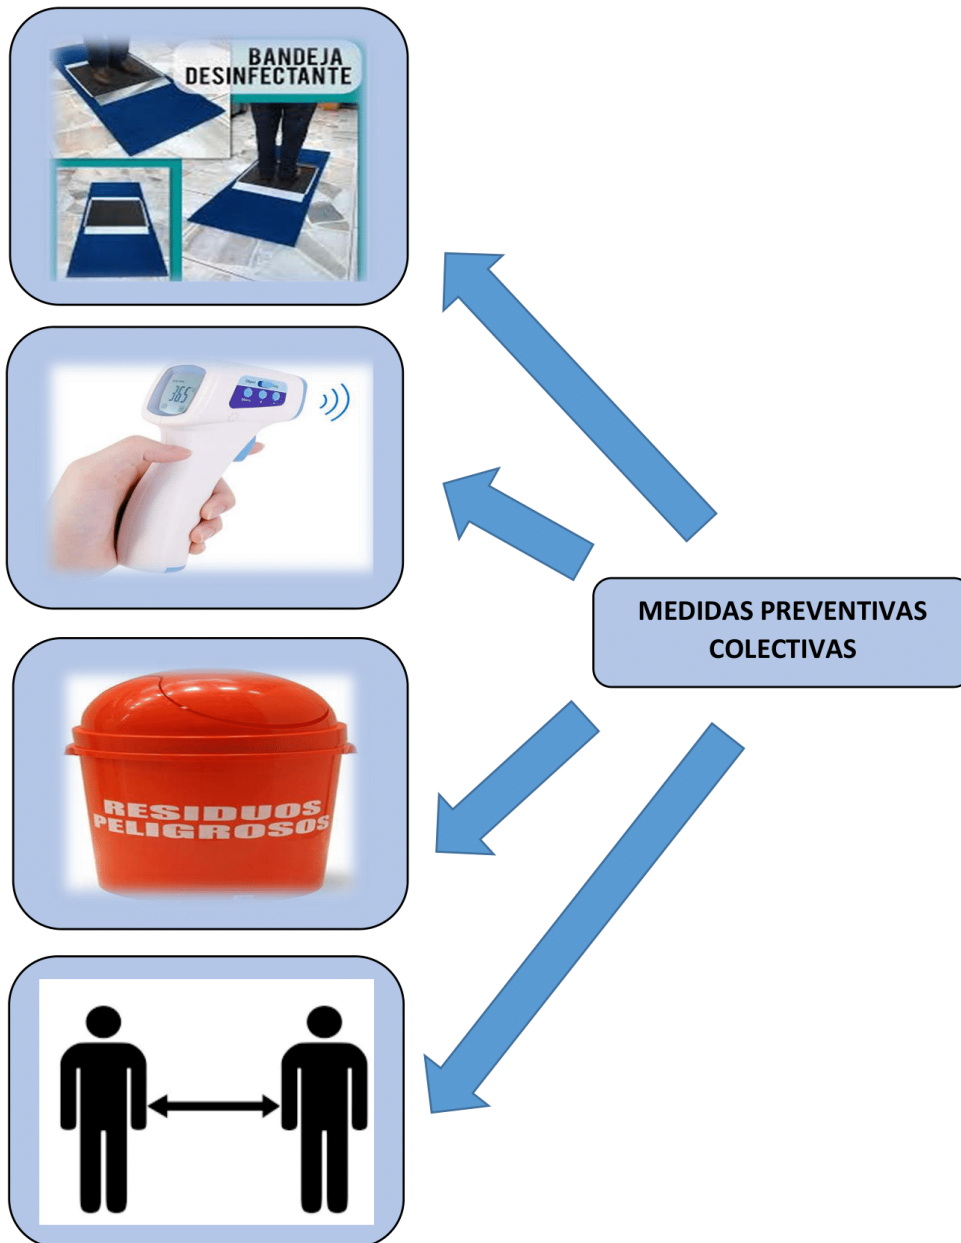 BANDEJA
DESINFECTANTE
36.5
MEDIDAS PREVENTIVAS
COLECTIVAS
RESIDUOS
PELIGROSOS